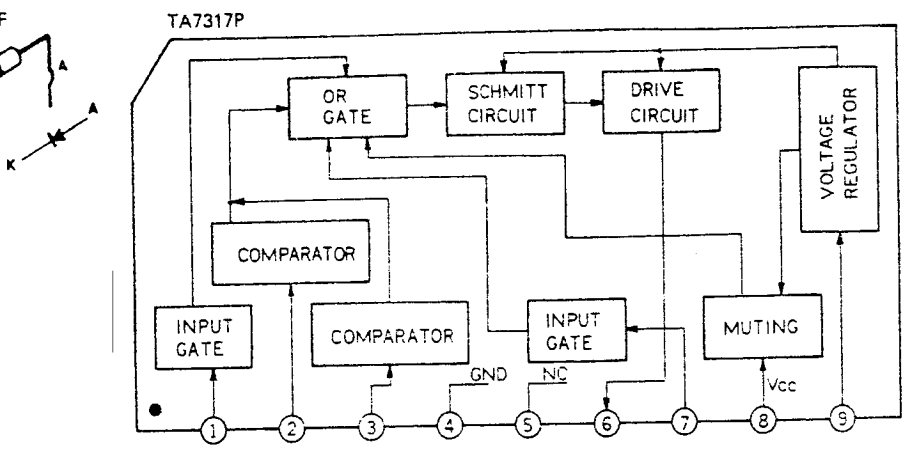 F
A
A
K
TA7317P
OR
GATE
SCHMITT
CIRCUIT
DRIVE
CIRCUIT
VOLTAGE
REGULATOR
COMPARATOR
INPUT
GATE
COMPARATOR
INPUT
GATE
MUTING
GND
NC
Vcc
1 2 3 4 5 6 7 8 9